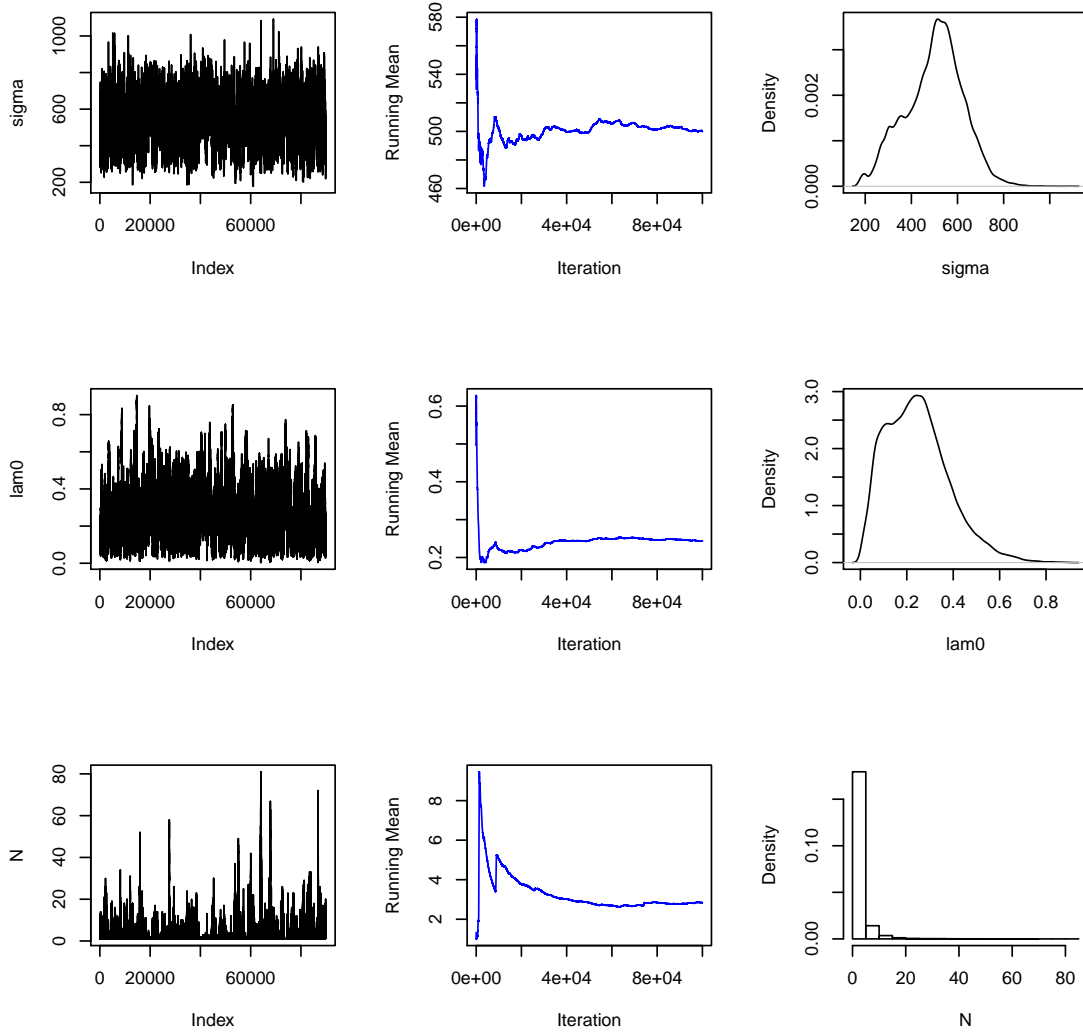 sigma
200 600 1000
0 20000 60000
Index
Running Mean
460 500 540 580
0e+00 4e+04 8e+04
Iteration
Density
0.000 0.002
200 400 600 800
sigma
lam0
0.0 0.4 0.8
0 20000 60000
Index
Running Mean
0.2 0.4 0.6
0e+00 4e+04 8e+04
Iteration
Density
0.0 1.0 2.0 3.0
0.0 0.2 0.4 0.6 0.8
lam0
N
0 20 40 60 80
0 20000 60000
Index
Running Mean
2 4 6 8
0e+00 4e+04 8e+04
Iteration
Density
0.00 0.10
0 20 40 60 80
N